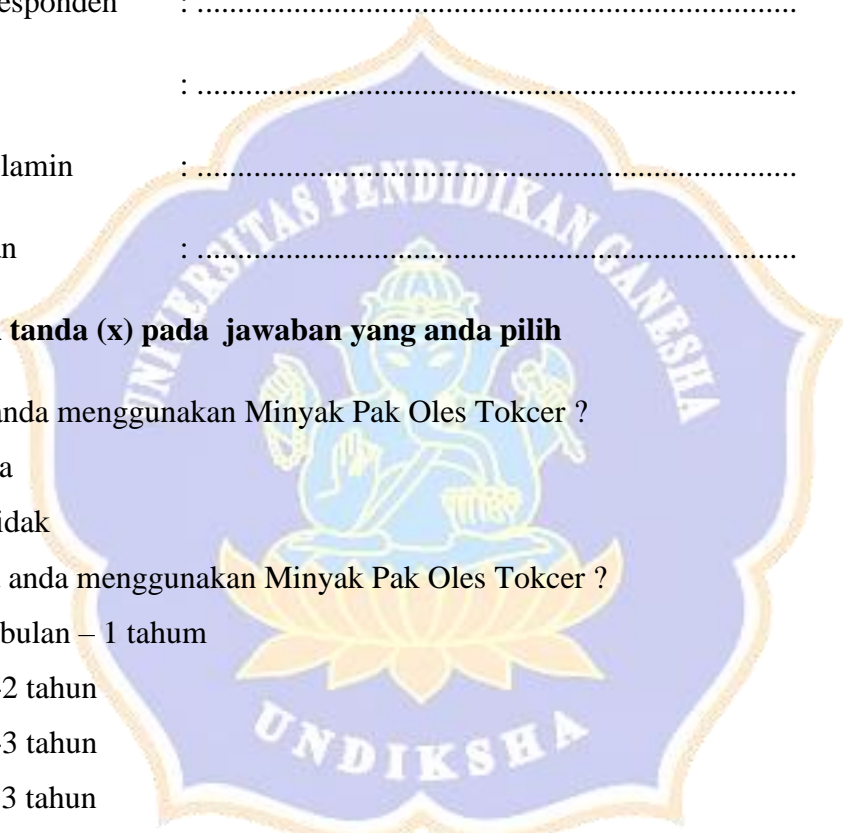 esponden : ...........................................................................
: ...........................................................................
lamin : ...........................................................................
n : ...........................................................................
tanda (x) pada jawaban yang anda pilih
anda menggunakan Minyak Pak Oles Tokcer ?
a
idak
anda menggunakan Minyak Pak Oles Tokcer ?
bulan – 1 tahum
2 tahun
3 tahun
3 tahun
UNIVERSITAS PENDIDIKAN GANESHA
UNDIKSHA